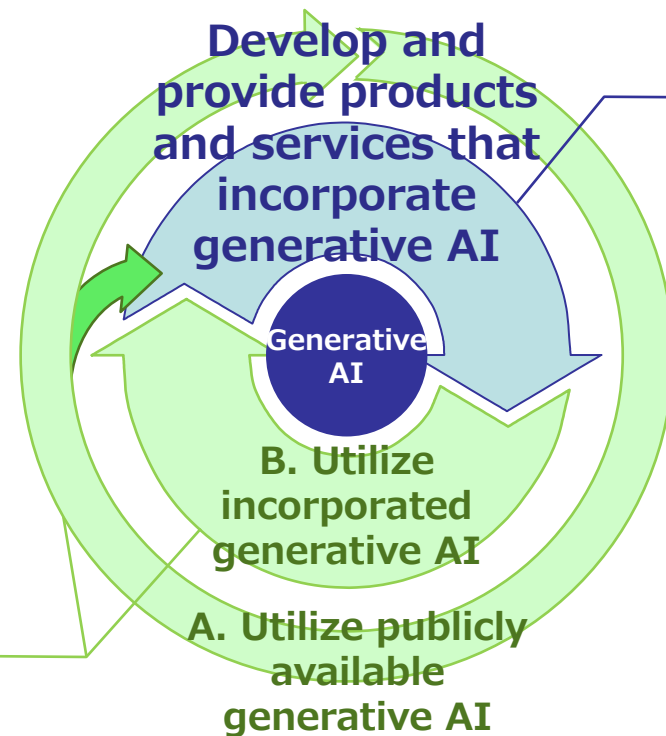 Develop and
provide products
and services that
incorporate
generative AI
Generative
AI
B. Utilize
incorporated
generative AI
A. Utilize publicly
available
generative AI